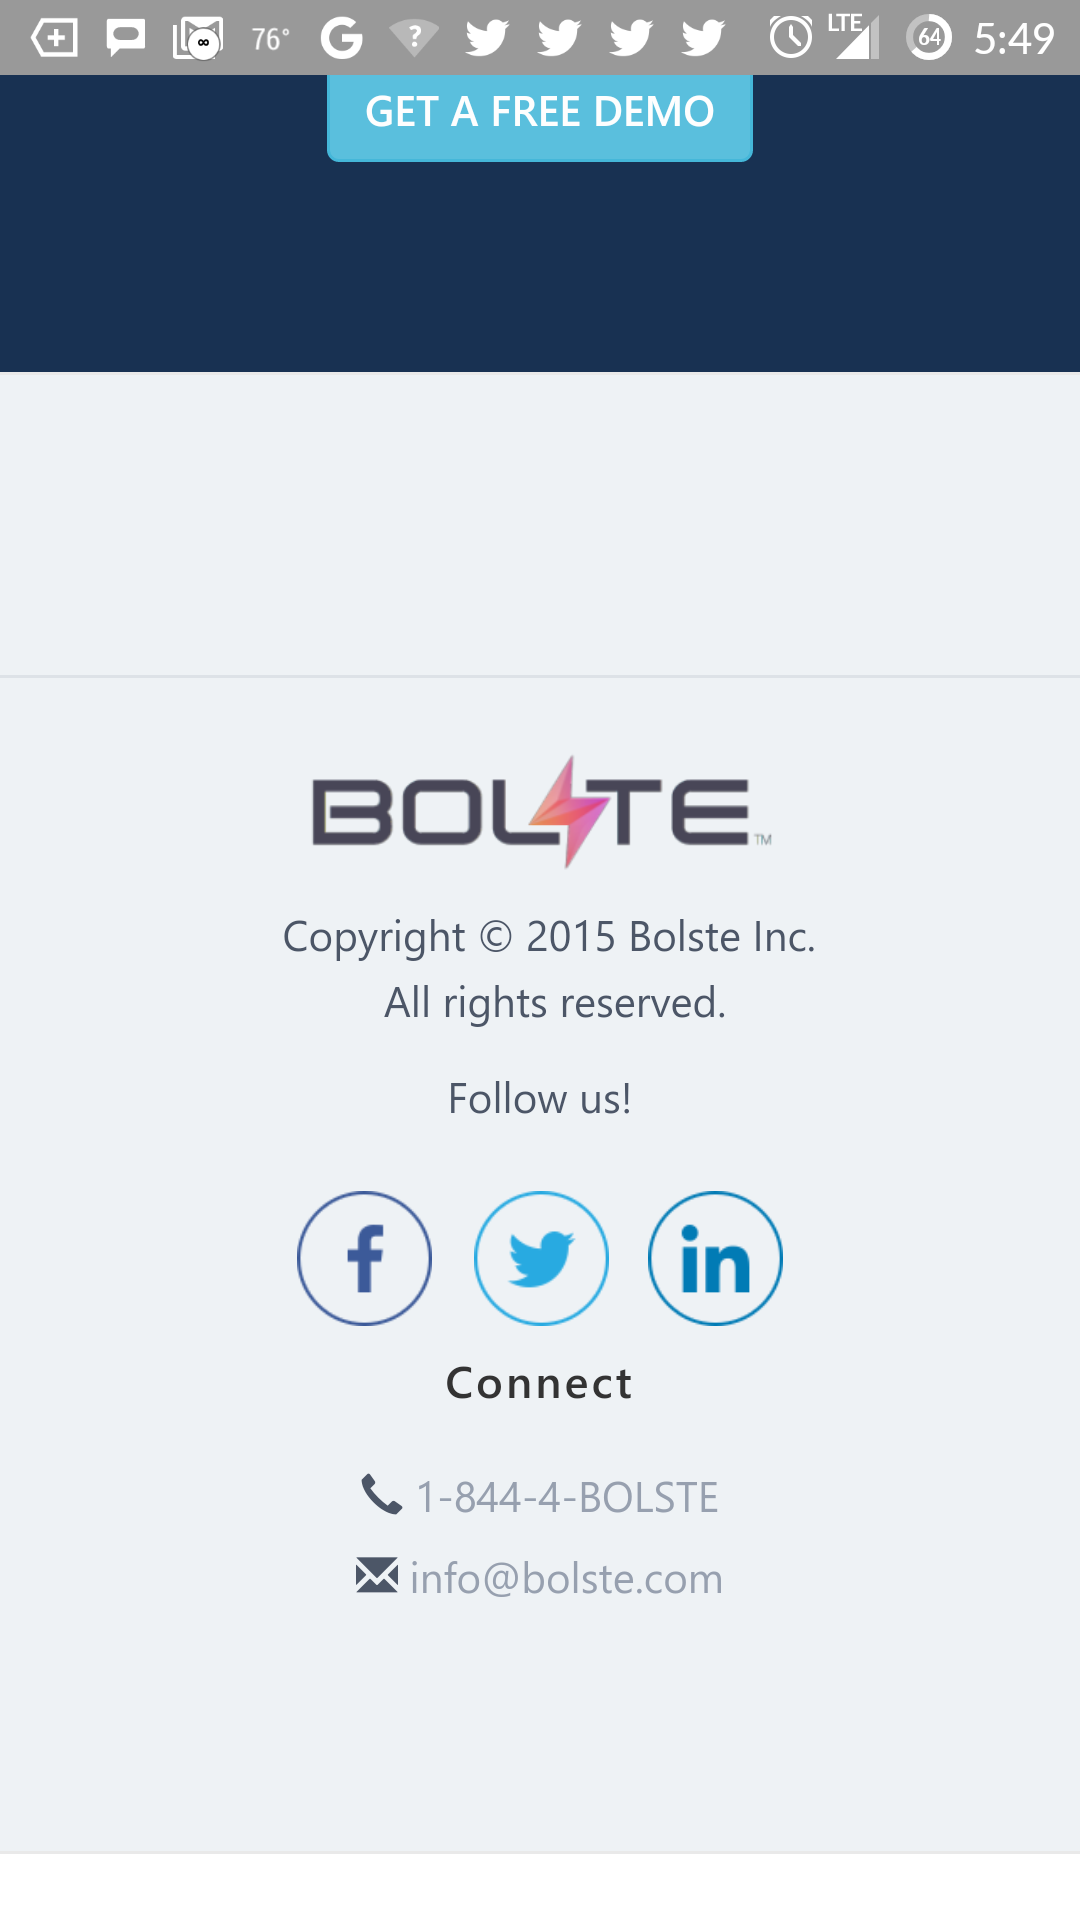 76° LTE 64 5:49
GET A FREE DEMO
BOLSTE™
Copyright © 2015 Bolste Inc.
All rights reserved.
Follow us!
Connect
1-844-4-BOLSTE
info@bolste.com